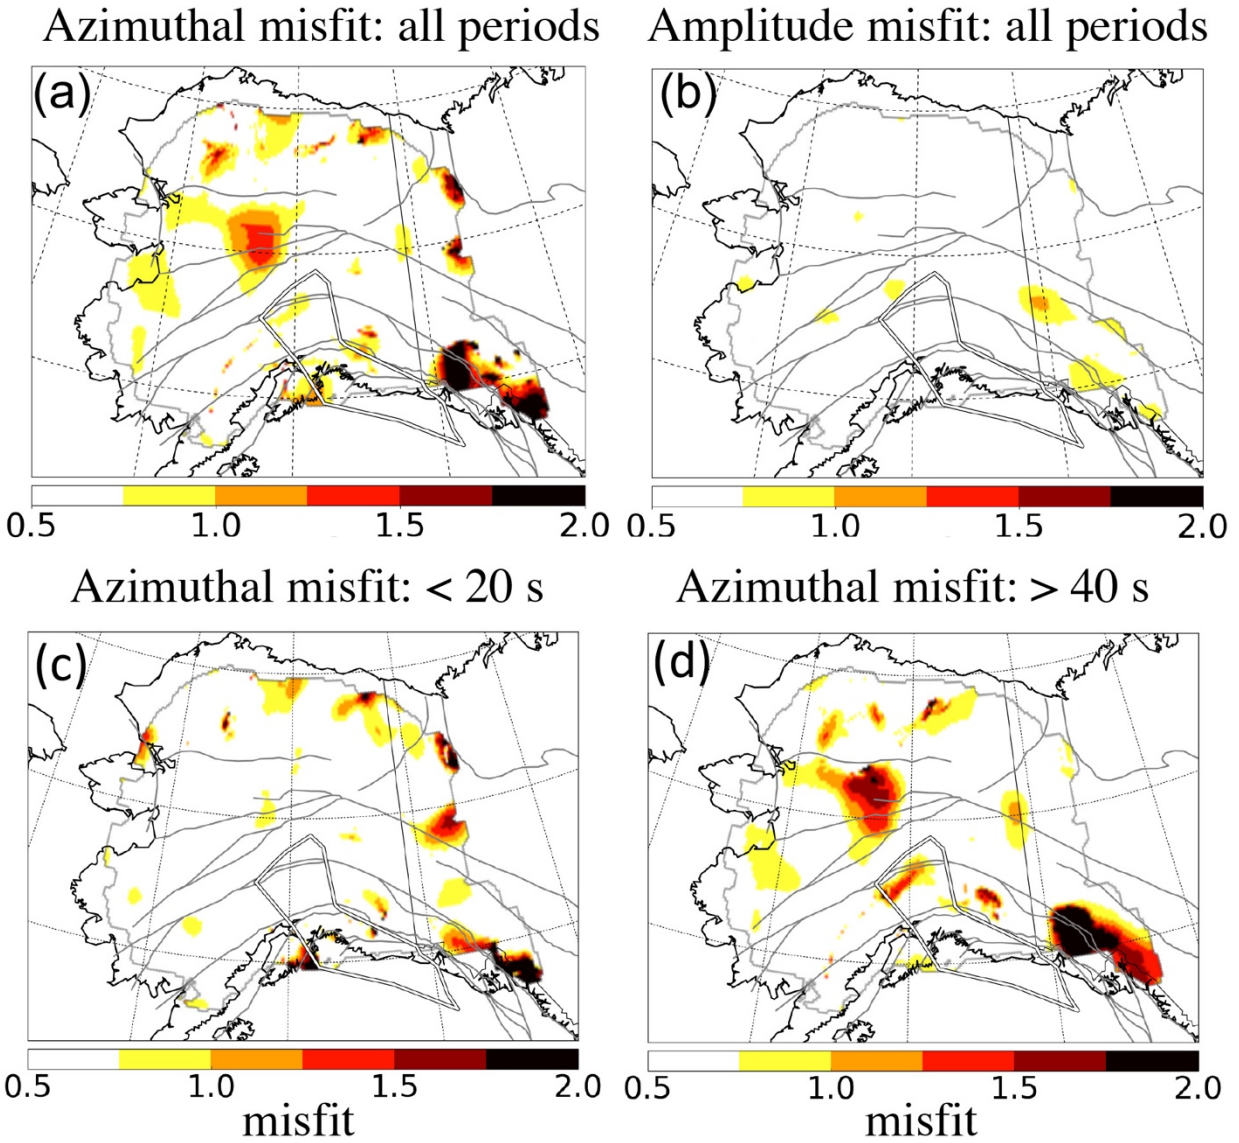 Azimuthal misfit: all periods
Amplitude misfit: all periods
(a)
(b)
0.5 1.0 1.5 2.0
0.5 1.0 1.5 2.0
Azimuthal misfit: < 20 s
Azimuthal misfit: > 40 s
(c)
(d)
0.5 1.0 1.5 2.0
0.5 1.0 1.5 2.0
misfit
misfit